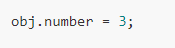 obj.number = 3;